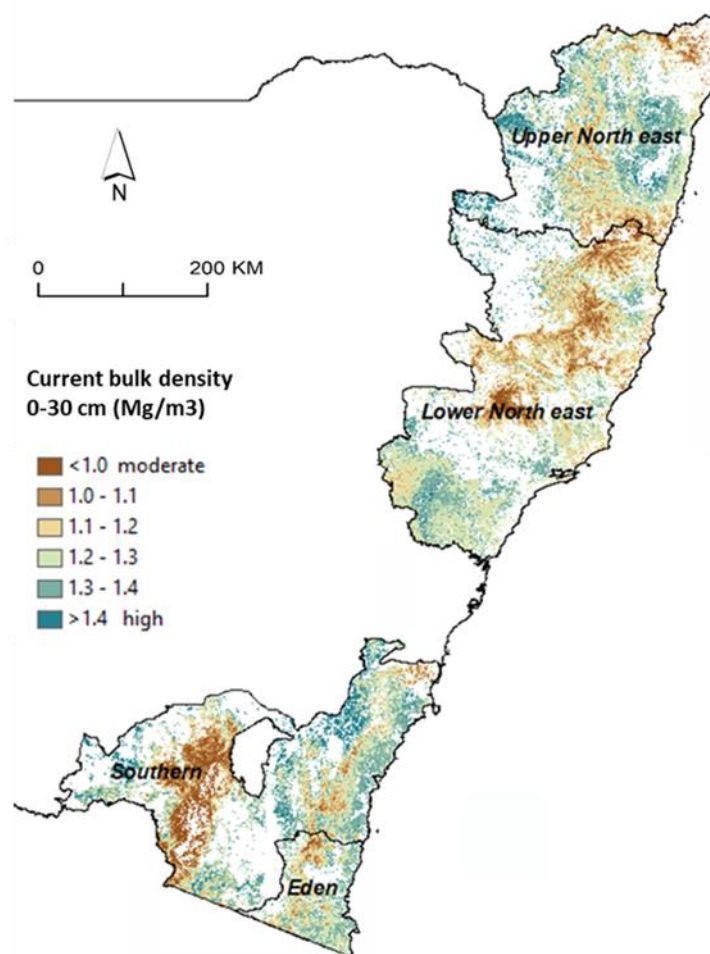 Upper North east
N
0 200 KM
Current bulk density
0-30 cm (Mg/m3)
Lower North east
<1.0 moderate
1.0 - 1.1
1.1 - 1.2
1.2 - 1.3
1.3 - 1.4
>1.4 high
Southern
Eden